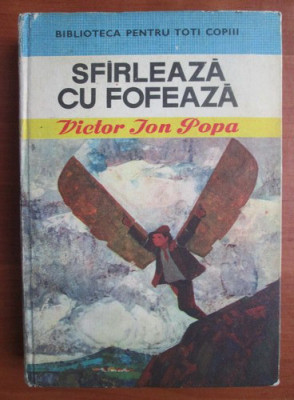 BIBLIOTECA PENTRU TOTI COPIII
SFÎRLEAZĂ
CU FOFEAZĂ
Victor Ion Popa